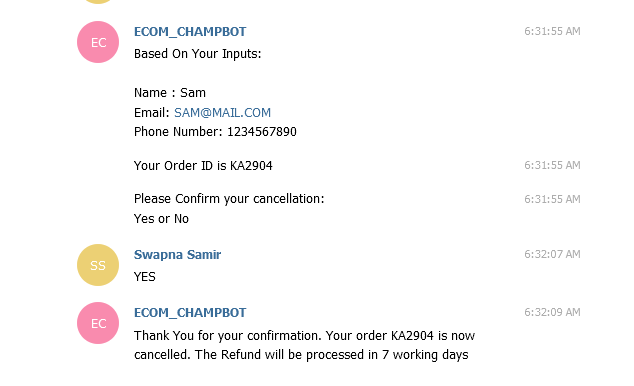 ECOM_CHAMPBOT 6:31:55 AM
EC
Based On Your Inputs:
Name : Sam
Email: SAM@MAIL.COM
Phone Number: 1234567890
Your Order ID is KA2904 6:31:55 AM
Please Confirm your cancellation: 6:31:55 AM
Yes or No
Swapna Samir 6:32:07 AM
SS
YES
ECOM_CHAMPBOT 6:32:09 AM
EC
Thank You for your confirmation. Your order KA2904 is now
cancelled. The Refund will be processed in 7 working days